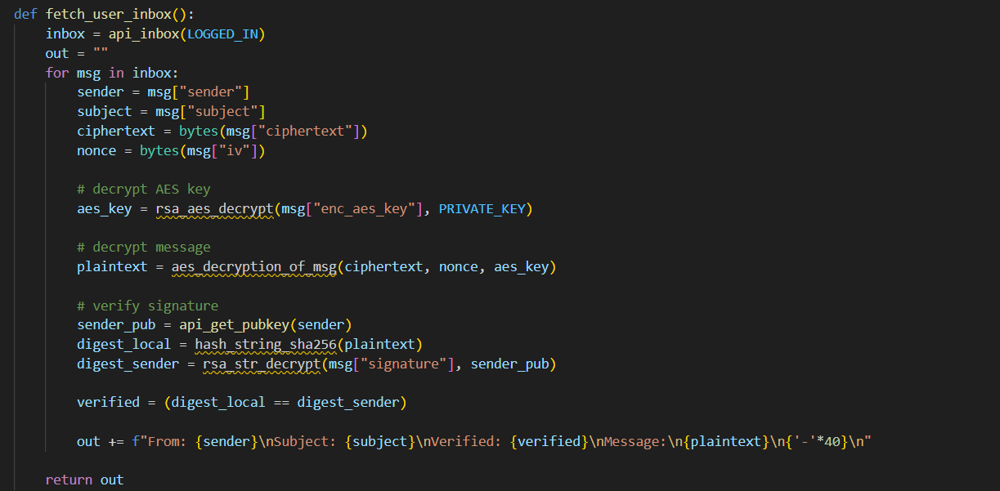 def fetch_user_inbox():
    inbox = api_inbox(LOGGED_IN)
    out = ""
    for msg in inbox:
        sender = msg["sender"]
        subject = msg["subject"]
        ciphertext = bytes(msg["ciphertext"])
        nonce = bytes(msg["iv"])

        # decrypt AES key
        aes_key = rsa_aes_decrypt(msg["enc_aes_key"], PRIVATE_KEY)

        # decrypt message
        plaintext = aes_decryption_of_msg(ciphertext, nonce, aes_key)

        # verify signature
        sender_pub = api_get_pubkey(sender)
        digest_local = hash_string_sha256(plaintext)
        digest_sender = rsa_str_decrypt(msg["signature"], sender_pub)

        verified = (digest_local == digest_sender)

        out += f"From: {sender}\nSubject: {subject}\nVerified: {verified}\nMessage:\n{plaintext}\n{'-'*40}\n"

    return out